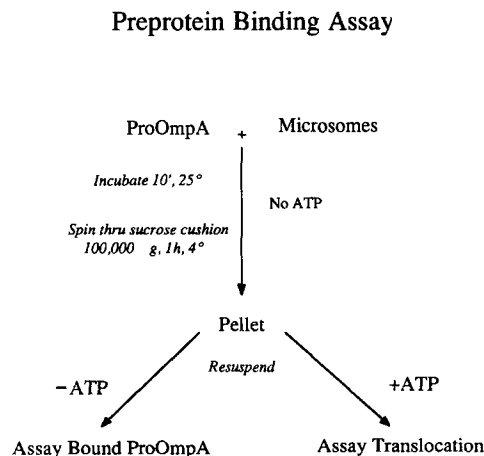 Preprotein Binding Assay
ProOmpA + Microsomes
Incubate 10', 25°
No ATP
Spin thru sucrose cushion
100,000 g, 1h, 4°
Pellet
Resuspend
−ATP
+ATP
Assay Bound ProOmpA
Assay Translocation